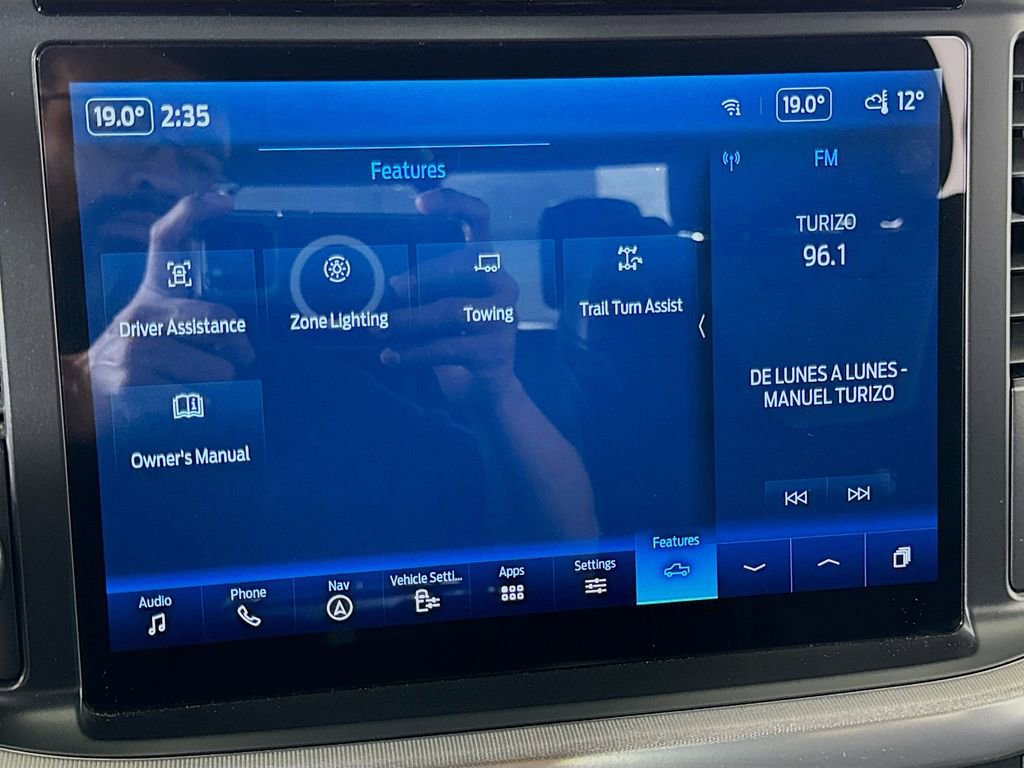 19.0° 2:35
19.0° 12°
Features
FM
TURIZO
96.1
Driver Assistance
Zone Lighting
Towing
Trail Turn Assist
DE LUNES A LUNES -
MANUEL TURIZO
Owner's Manual
Audio
Phone
Nav
Vehicle Setti...
Apps
Settings
Features